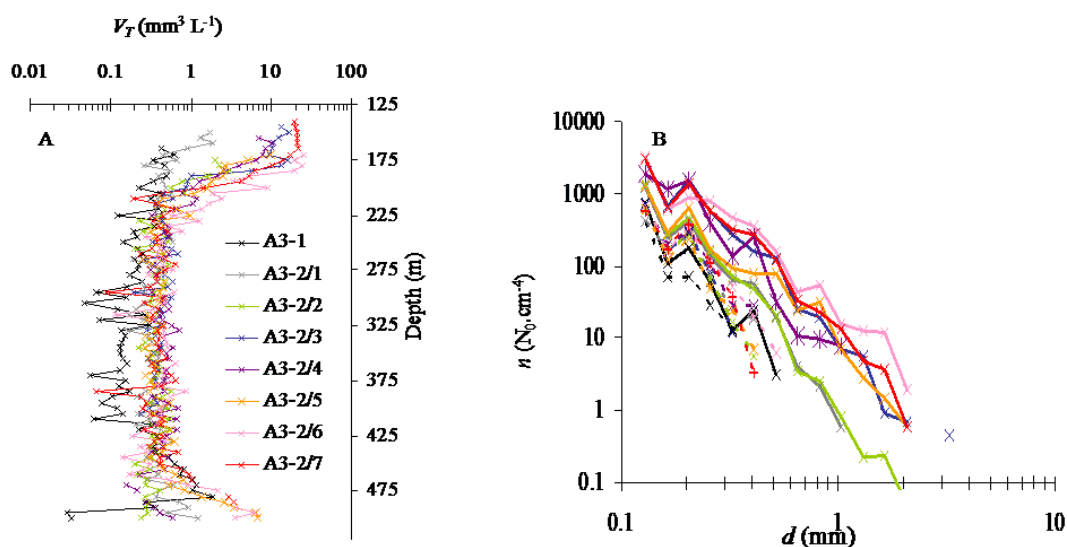 V_T (mm³ L⁻¹)
0.01 0.1 1 10 100
A
125
175
225
275
325
375
425
475
Depth (m)
A3-1
A3-2/1
A3-2/2
A3-2/3
A3-2/4
A3-2/5
A3-2/6
A3-2/7
B
n (N₀.cm⁻⁴)
10000
1000
100
10
1
0.1
0.1 1 10
d (mm)